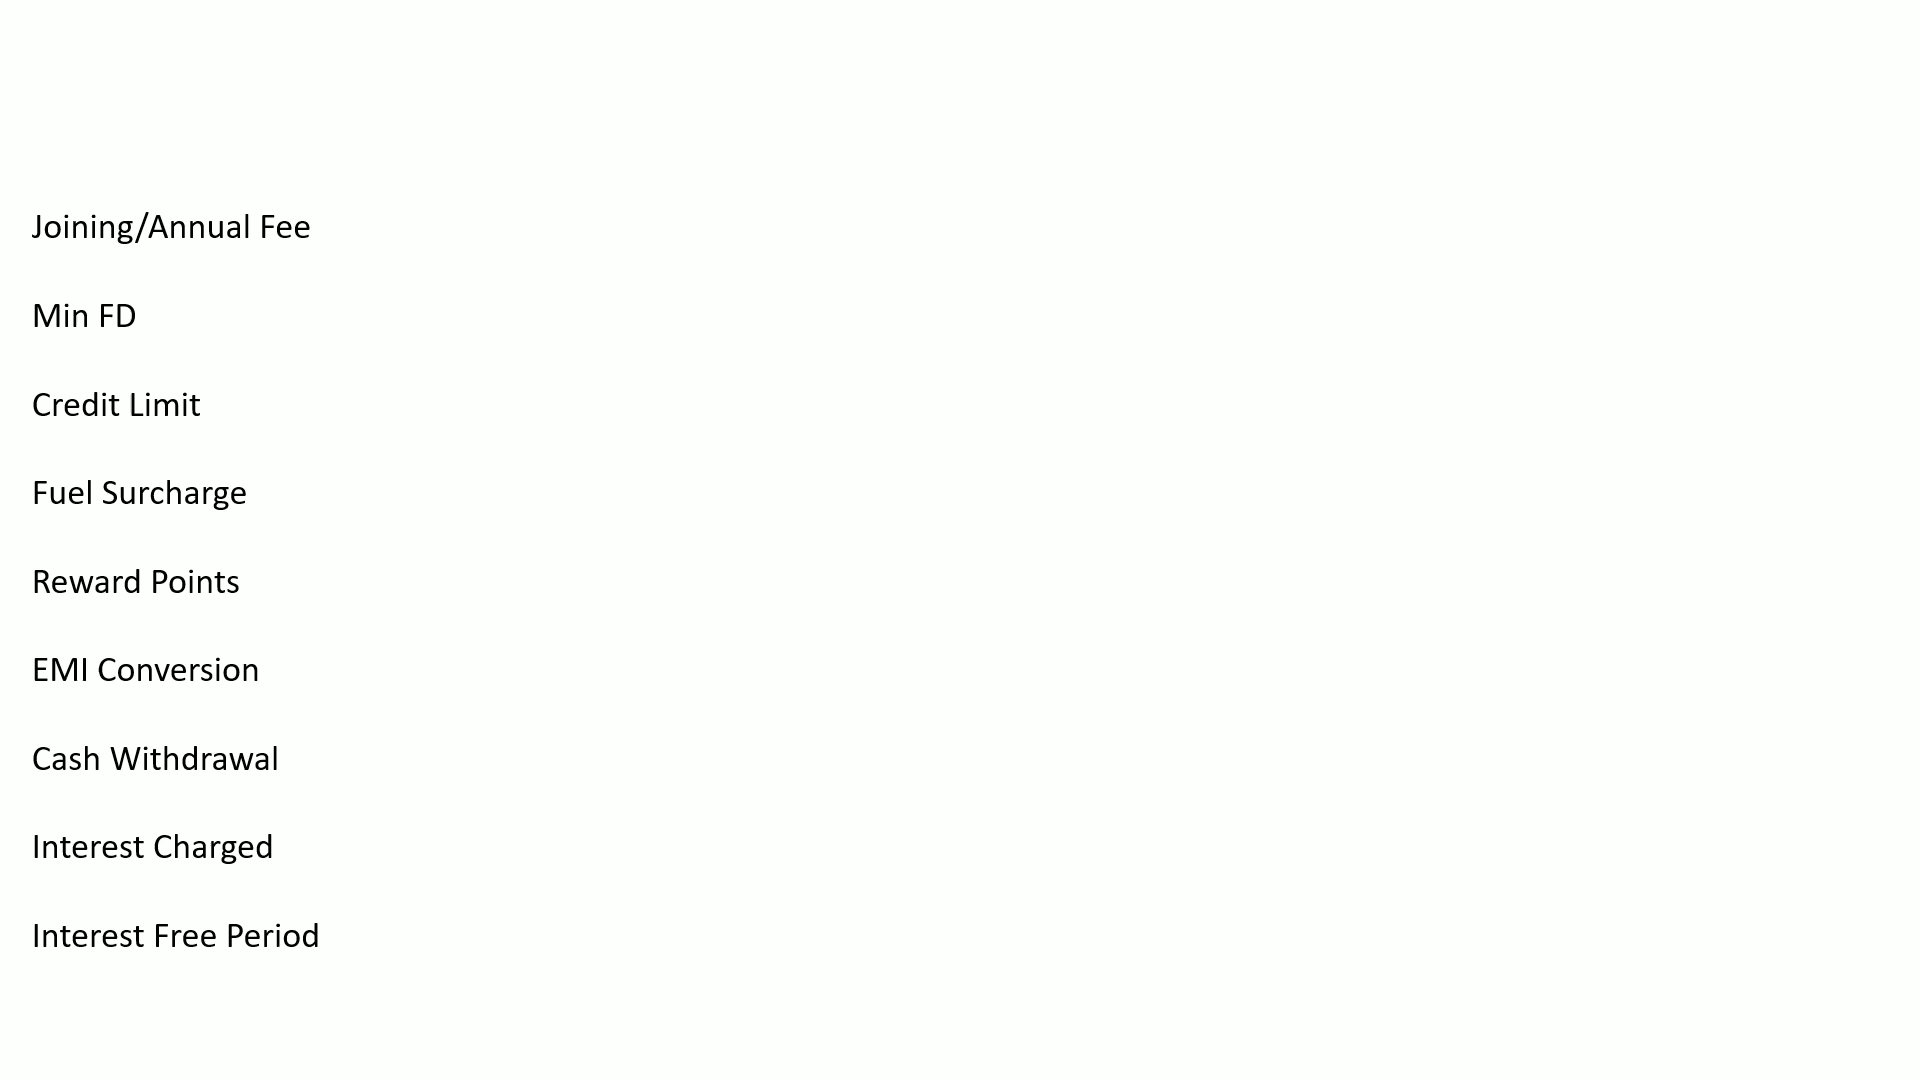 Joining/Annual Fee
Min FD
Credit Limit
Fuel Surcharge
Reward Points
EMI Conversion
Cash Withdrawal
Interest Charged
Interest Free Period